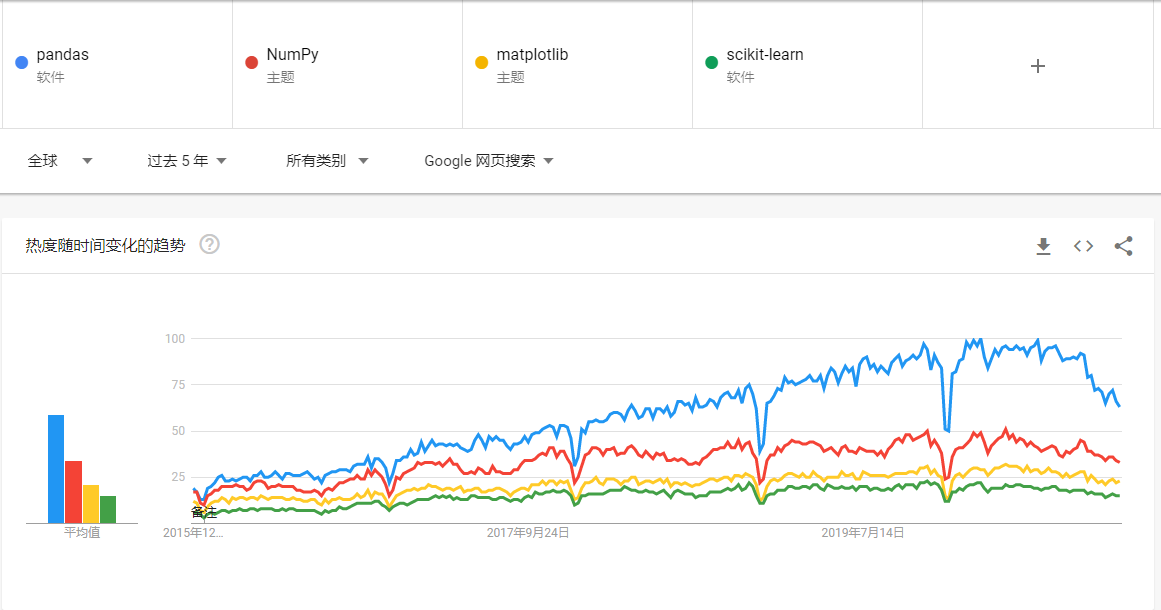 pandas
软件
NumPy
主题
matplotlib
主题
scikit-learn
软件
+
全球
过去 5 年
所有类别
Google 网页搜索
热度随时间变化的趋势
?
100
75
50
25
备注
平均值
2015年12…
2017年9月24日
2019年7月14日